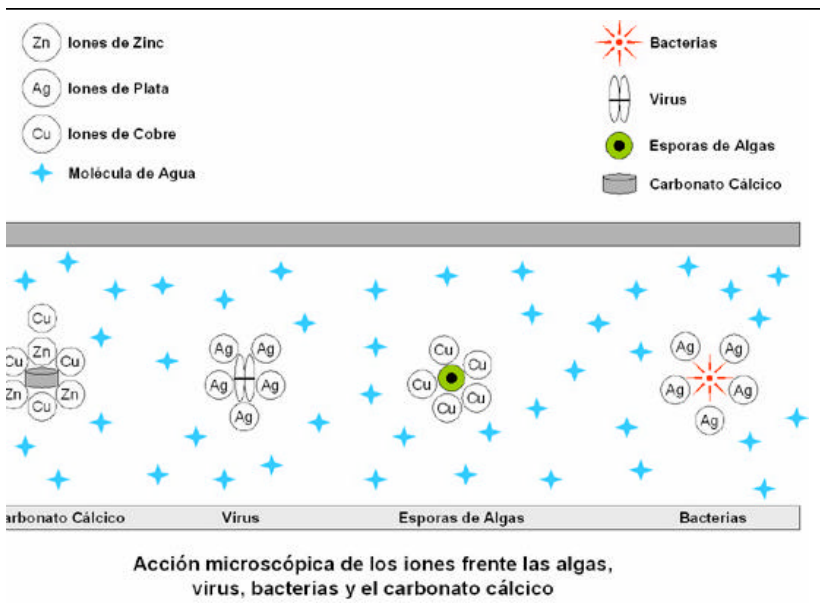 Zn Iones de Zinc
Ag Iones de Plata
Cu Iones de Cobre
Molécula de Agua
Bacterias
Virus
Esporas de Algas
Carbonato Cálcico
Cu
Zn
Cu Cu
Zn Zn
Cu
Ag Ag
Ag Ag
Ag
Cu
Cu
Cu
Cu
Cu
Ag Ag
Ag Ag
Ag
arbonato Cálcico Virus Esporas de Algas Bacterias
Acción microscópica de los iones frente las algas,
virus, bacterias y el carbonato cálcico